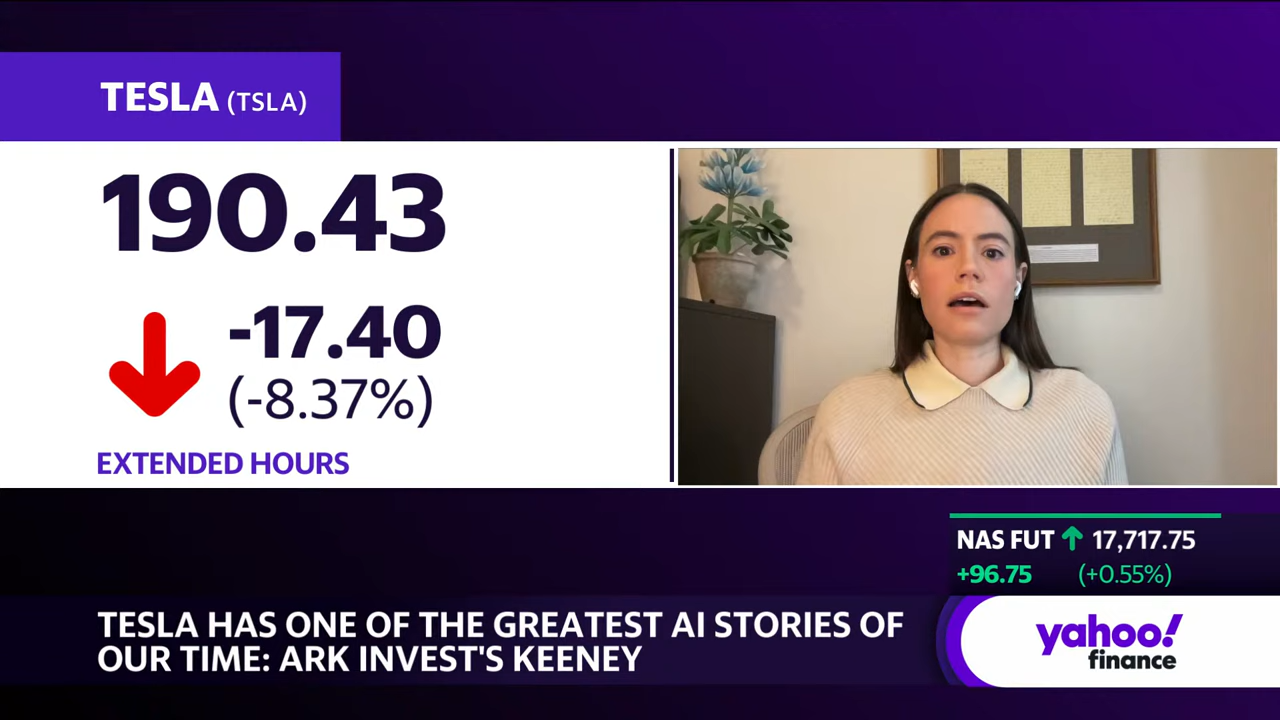 TESLA (TSLA)
190.43
-17.40
(-8.37%)
EXTENDED HOURS
NAS FUT 17,717.75
+96.75 (+0.55%)
TESLA HAS ONE OF THE GREATEST AI STORIES OF
OUR TIME: ARK INVEST'S KEENEY
yahoo!
finance